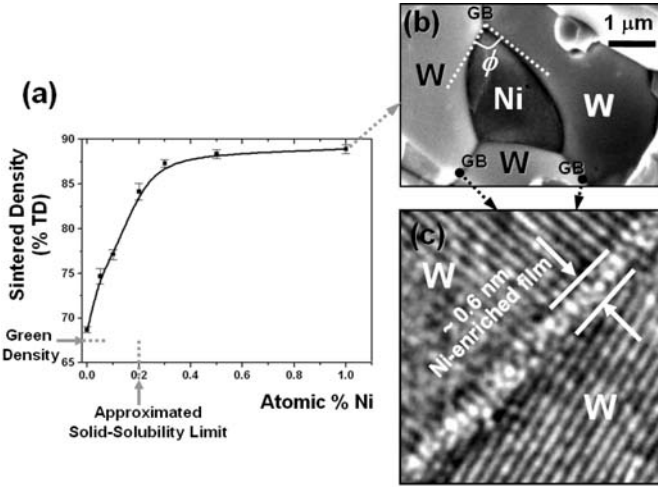 (a)
Sintered Density
(% TD)
90
85
80
75
70
65
Green
Density
0.0
0.2
0.4
0.6
0.8
1.0
Atomic % Ni
Approximated
Solid-Solubility Limit
(b)
GB
1 μm
W
ϕ
Ni
W
GB
W
GB
(c)
W
~ 0.6 nm
Ni-enriched film
W